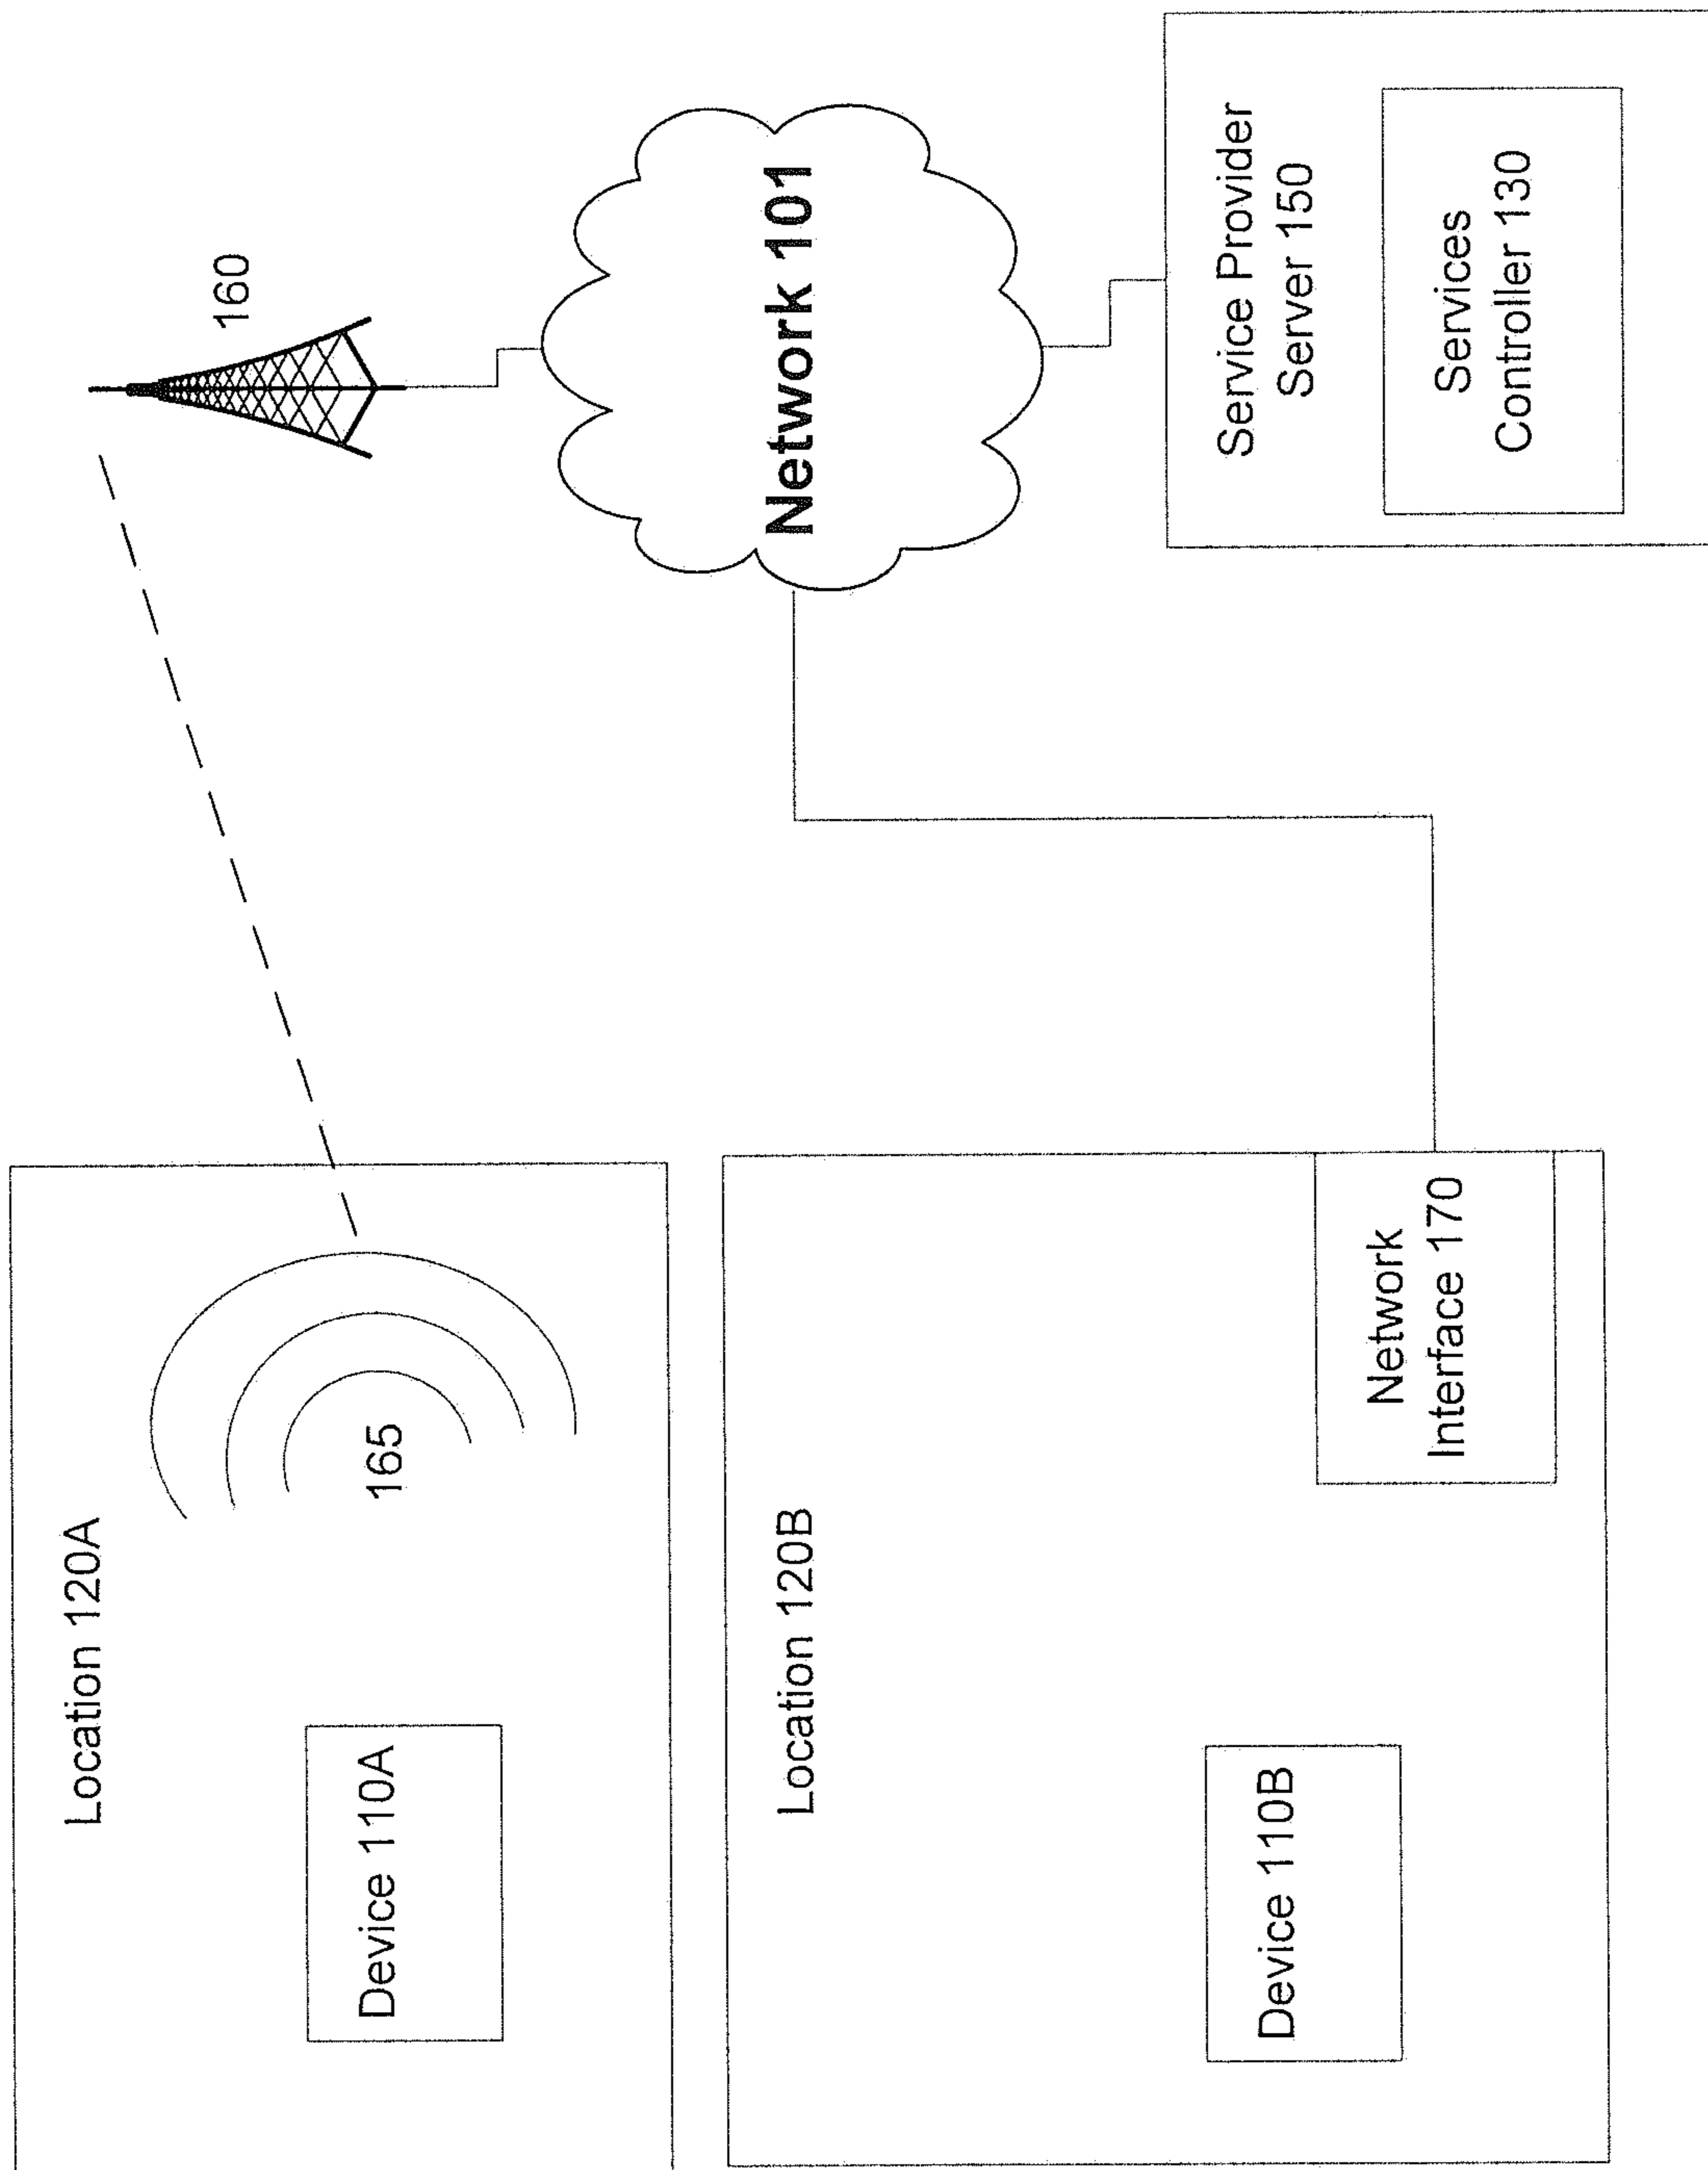 Location 120A
Device 110A
165
160
Network 101
Location 120B
Device 110B
Network
Interface 170
Service Provider
Server 150
Services
Controller 130